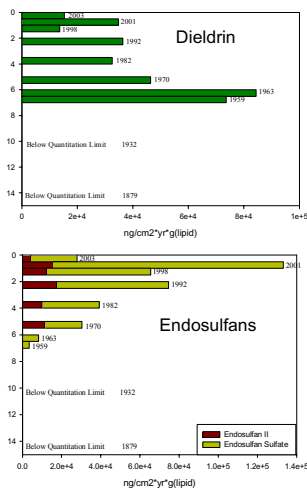 0
2003
2001
1998
Dieldrin
2
1992
4
1982
1970
6
1963
1959
8
10
Below Quantitation Limit 1932
12
14
Below Quantitation Limit 1879
0 2e+4 4e+4 6e+4 8e+4 1e+5
ng/cm2*yr*g(lipid)
0
2003
2001
1998
2
1992
Endosulfans
4
1982
1970
6
1963
1959
8
Below Quantitation Limit 1932
10
12
Endosulfan II
Endosulfan Sulfate
14
Below Quantitation Limit 1879
0.0 2.0e+4 4.0e+4 6.0e+4 8.0e+4 1.0e+5 1.2e+5 1.4e+5
ng/cm2*yr*g(lipid)